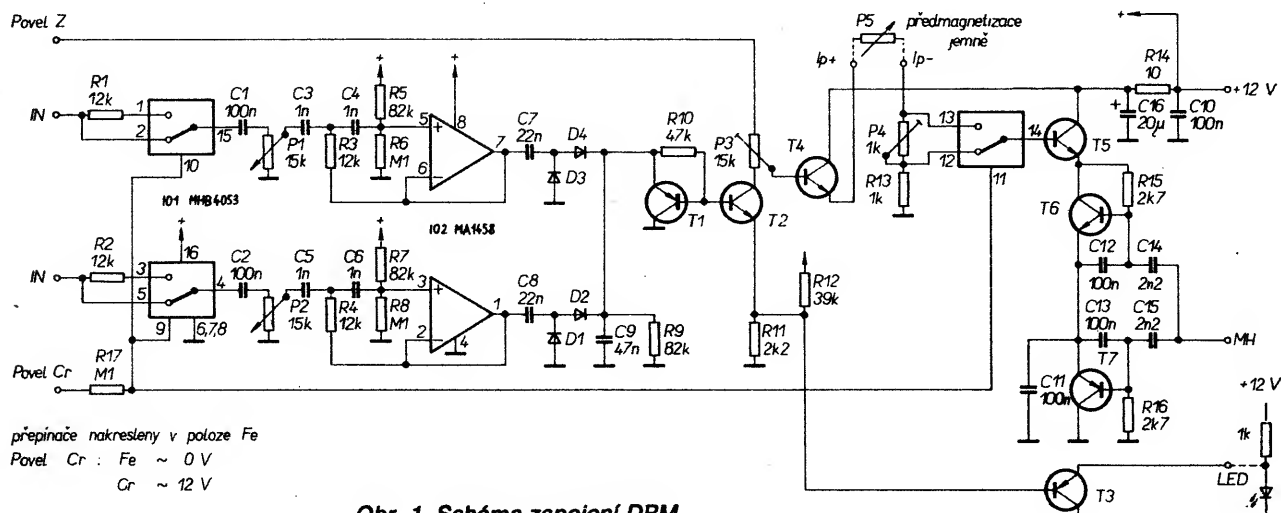 Povel Z
P5
předmagnetizace
jemně
Ip+
Ip-
+
R14
10
+12 V
C16
20µ
C10
100n
R1
12k
IN
1
2
15
10
C1
100n
P1
15k
C3
1n
C4
1n
R3
12k
+
R5
82k
R6
M1
+
5
6
7
8
C7
22n
D4
D3
R10
47k
T1
T2
P3
15k
T4
P4
1k
R13
1k
13
12
14
11
T5
R15
2k7
T6
IO1 MHB4053
IO2 MA1458
R2
12k
IN
3
5
16
4
9
6,7,8
C2
100n
P2
15k
C5
1n
C6
1n
R4
12k
+
R7
82k
R8
M1
3
2
1
4
C8
22n
D2
D1
C9
47n
R9
82k
R12
39k
R11
2k2
C12
100n
C14
2n2
C13
100n
C15
2n2
MH
T7
C11
100n
R16
2k7
R17
M1
Povel Cr
+12 V
1k
LED
T3
přepínače nakresleny v poloze Fe
Povel Cr : Fe ~ 0 V
Cr ~ 12 V
Obr. 1. Schéma zapojení DBM